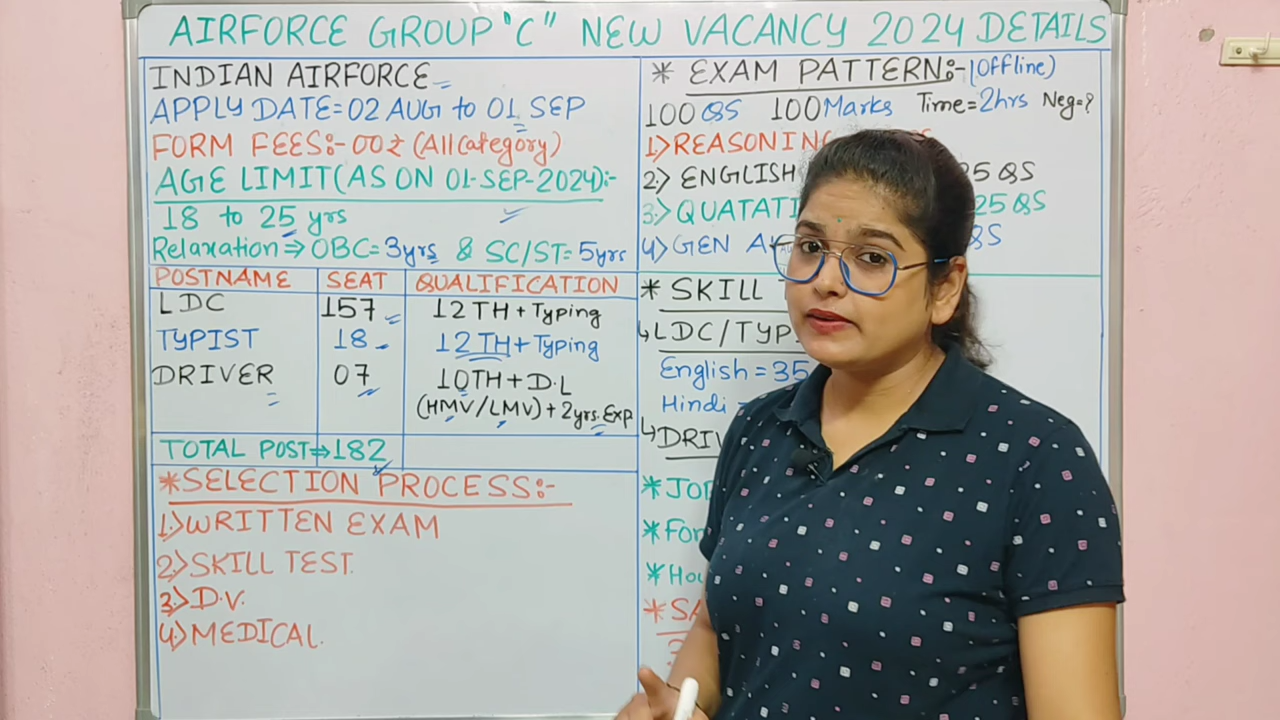 AIRFORCE GROUP "C" NEW VACANCY 2024 DETAILS
INDIAN AIRFORCE
APPLY DATE=02 AUG to 01 SEP
FORM FEES:-00₹ (All Category)
AGE LIMIT(AS ON 01-SEP-2024):-
18 to 25 yrs
Relaxation ⇒ OBC=3yrs & SC/ST=5yrs
POSTNAME SEAT QUALIFICATION
LDC 157 12TH+Typing
TYPIST 18 12TH+Typing
DRIVER 07 10TH+D.L
(HMV/LMV)+2yrs.Exp
TOTAL POST⇒182
*SELECTION PROCESS:-
1.>WRITTEN EXAM
2.>SKILL TEST.
3.>D.V.
4.>MEDICAL.
* EXAM PATTERN:-(Offline)
100 QS 100 Marks Time=2hrs Neg=?
1.>REASONING
2.> ENGLISH 25 QS
3.>QUATATI 25 QS
4.>GEN QS
* SKILL
↳LDC/TYP
English = 35
Hindi
↳DRIV
*JOB
*For
*Hou
*SA